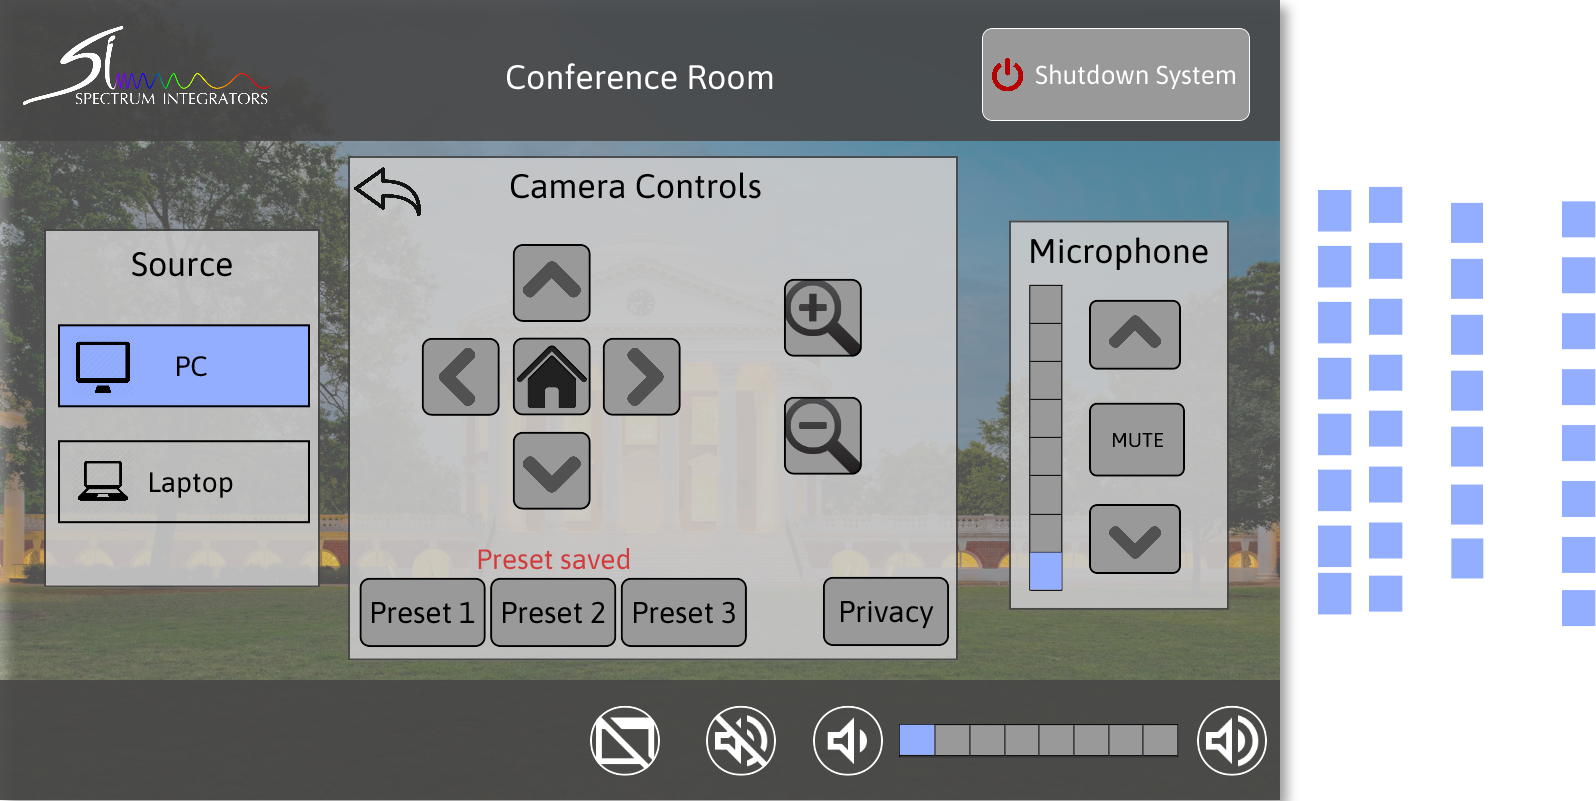 Si
SPECTRUM INTEGRATORS
Conference Room
Shutdown System
Camera Controls
Source
PC
Laptop
Microphone
MUTE
Preset saved
Preset 1
Preset 2
Preset 3
Privacy